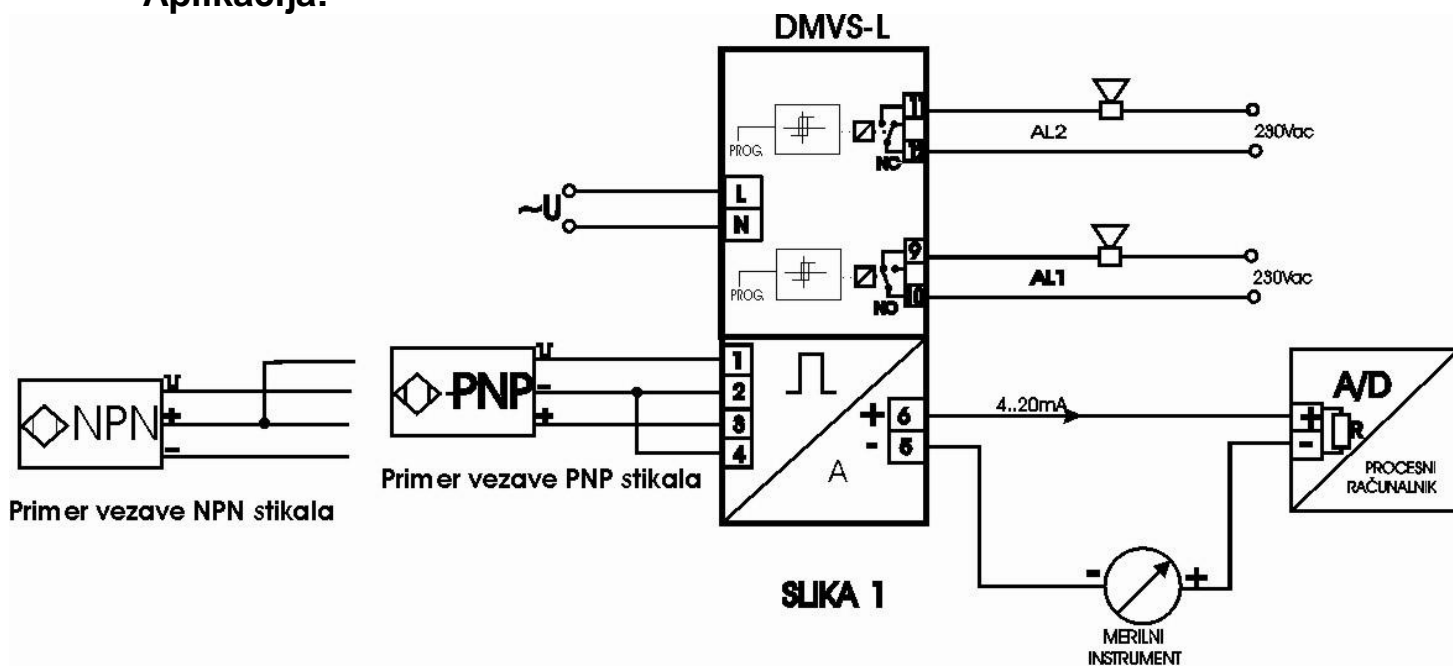 Aplikacija:
DMVS-L
11
PROG.
12
NC
AL2
230Vac
~U
L
N
9
PROG.
10
NO
AL1
230Vac
NPN
U
+
-
Primer vezave NPN stikala
PNP
U
-
+
Primer vezave PNP stikala
1
2
3
4
A
+ 6
- 5
4..20mA
A/D
+
-
R
PROCESNI
RAČUNALNIK
SLIKA 1
-
+
MERILNI
INSTRUMENT